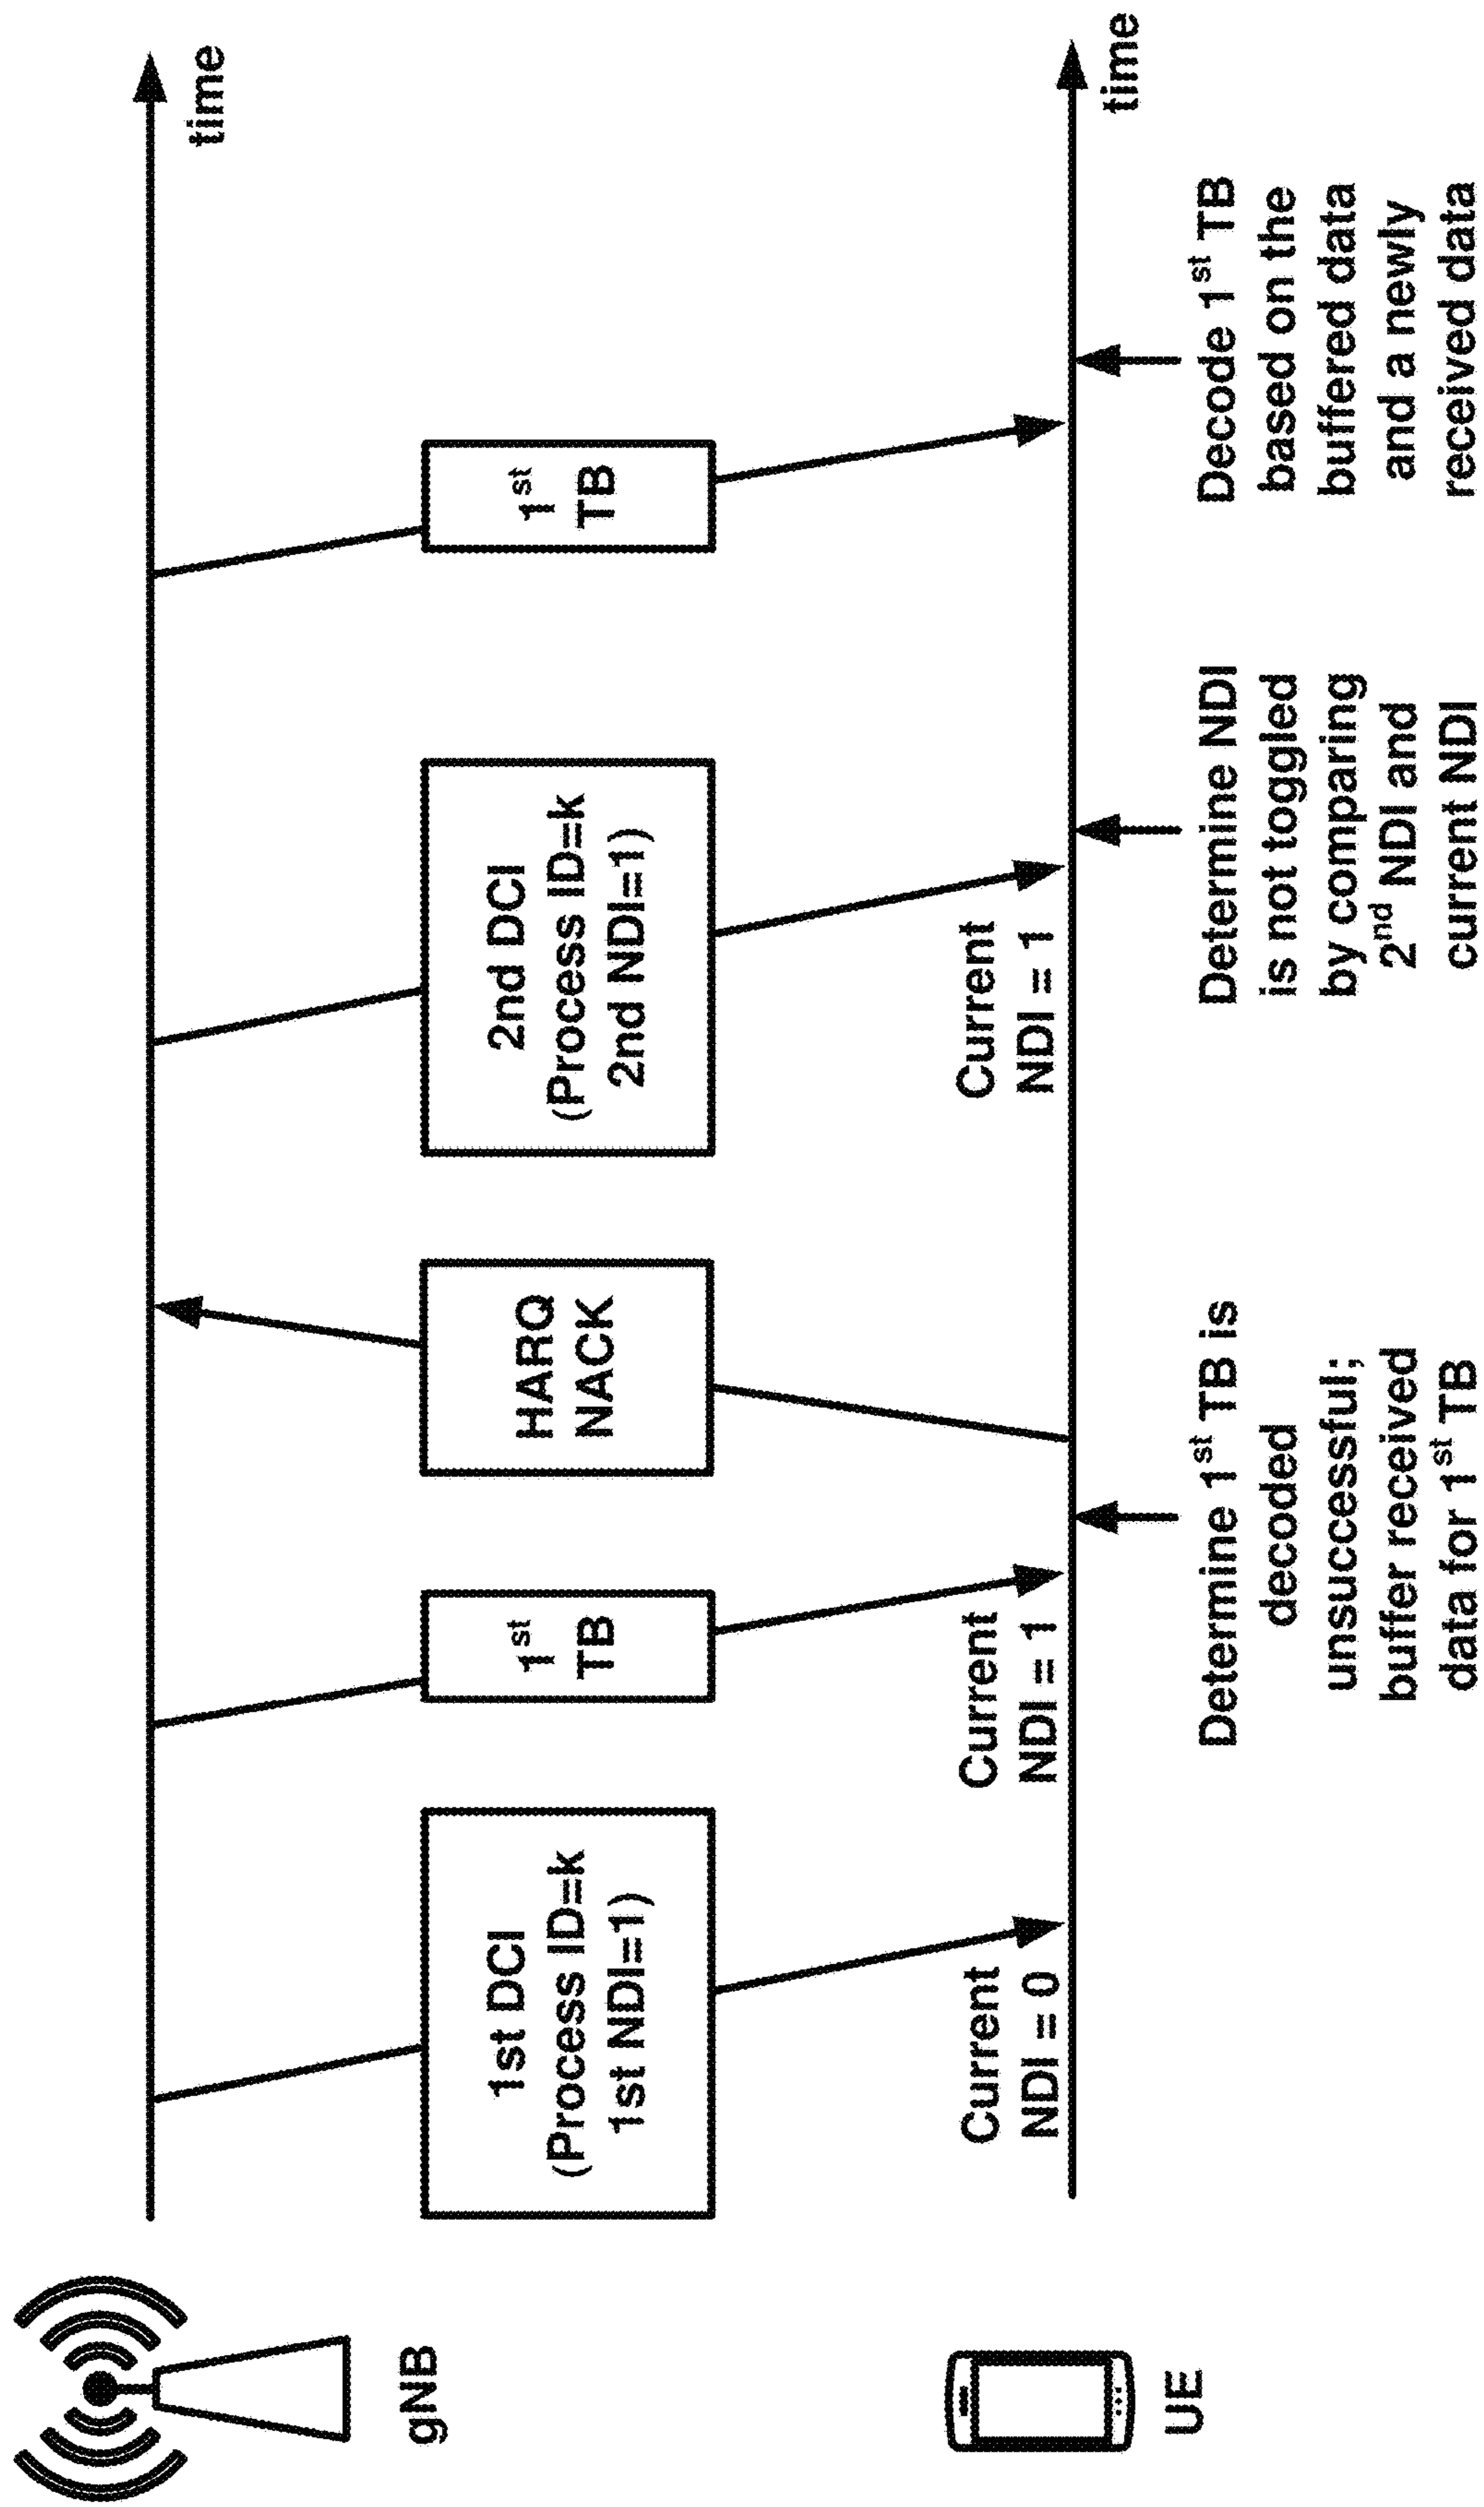 gNB
time
1st DCI
(Process ID=k
1st NDI=1)
1st
TB
HARQ
NACK
2nd DCI
(Process ID=k
2nd NDI=1)
1st
TB
UE
Current
NDI = 0
Current
NDI = 1
Current
NDI = 1
time
Determine 1st TB is
decoded
unsuccessful;
buffer received
data for 1st TB
Determine NDI
is not toggled
by comparing
2nd NDI and
current NDI
Decode 1st TB
based on the
buffered data
and a newly
received data